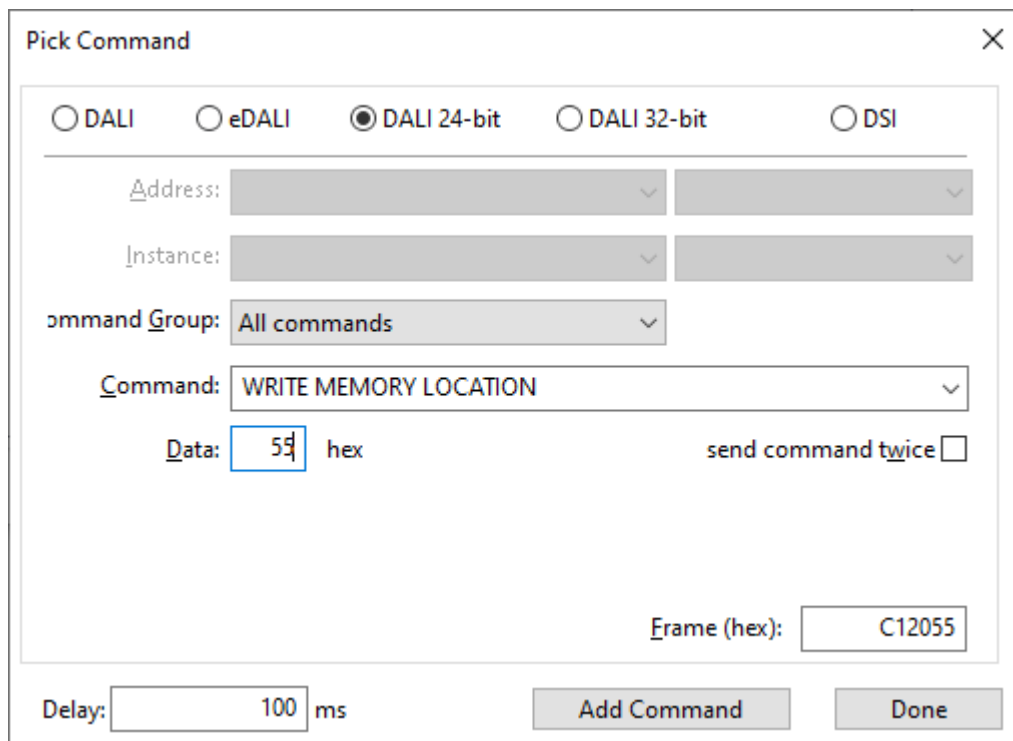 Pick Command
DALI eDALI DALI 24-bit DALI 32-bit DSI
Address:
Instance:
ommand Group: All commands
Command: WRITE MEMORY LOCATION
Data: 55 hex send command twice
Frame (hex): C12055
Delay: 100 ms Add Command Done